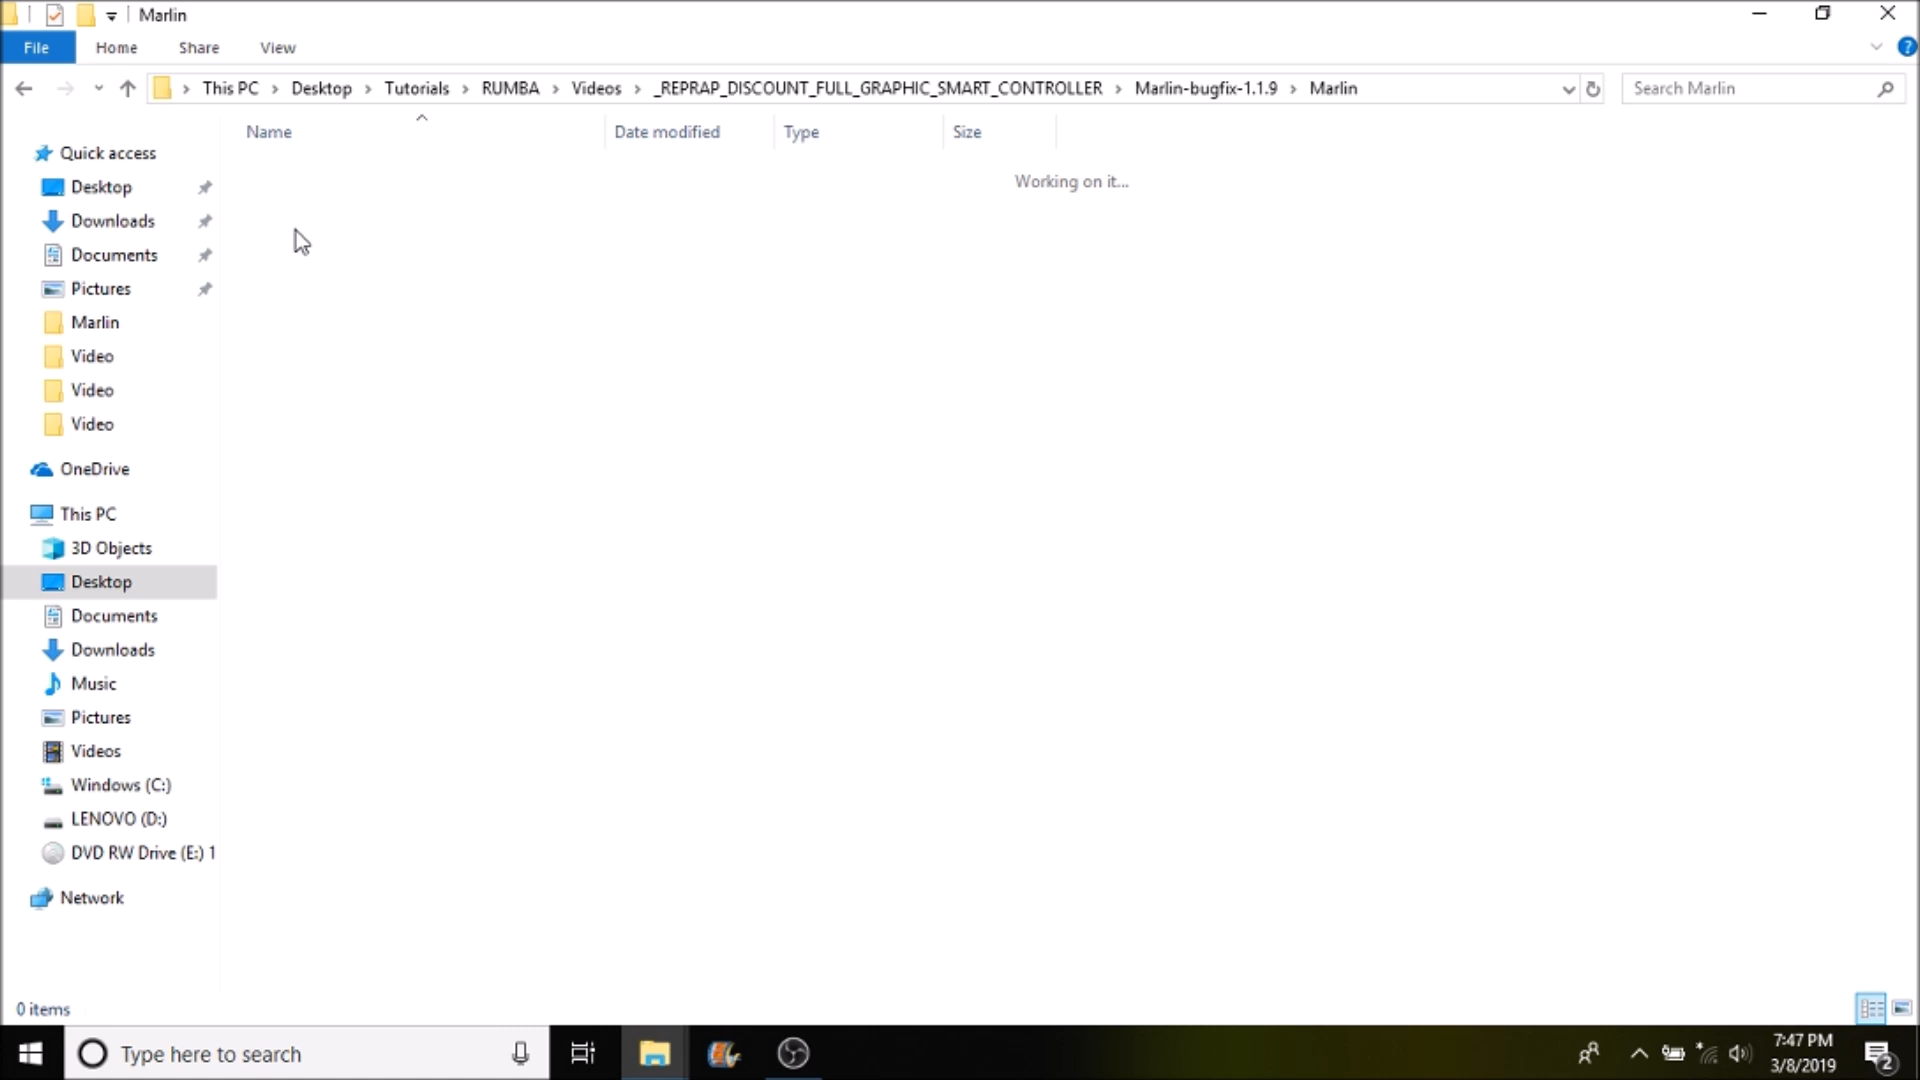 Marlin
File Home Share View
This PC Desktop Tutorials RUMBA Videos _REPRAP_DISCOUNT_FULL_GRAPHIC_SMART_CONTROLLER Marlin-bugfix-1.1.9 Marlin Search Marlin
Name Date modified Type Size
Working on it...
Quick access
Desktop
Downloads
Documents
Pictures
Marlin
Video
Video
Video
OneDrive
This PC
3D Objects
Desktop
Documents
Downloads
Music
Pictures
Videos
Windows (C:)
LENOVO (D:)
DVD RW Drive (E:) 1
Network
0 items
Type here to search
7:47 PM
3/8/2019
2